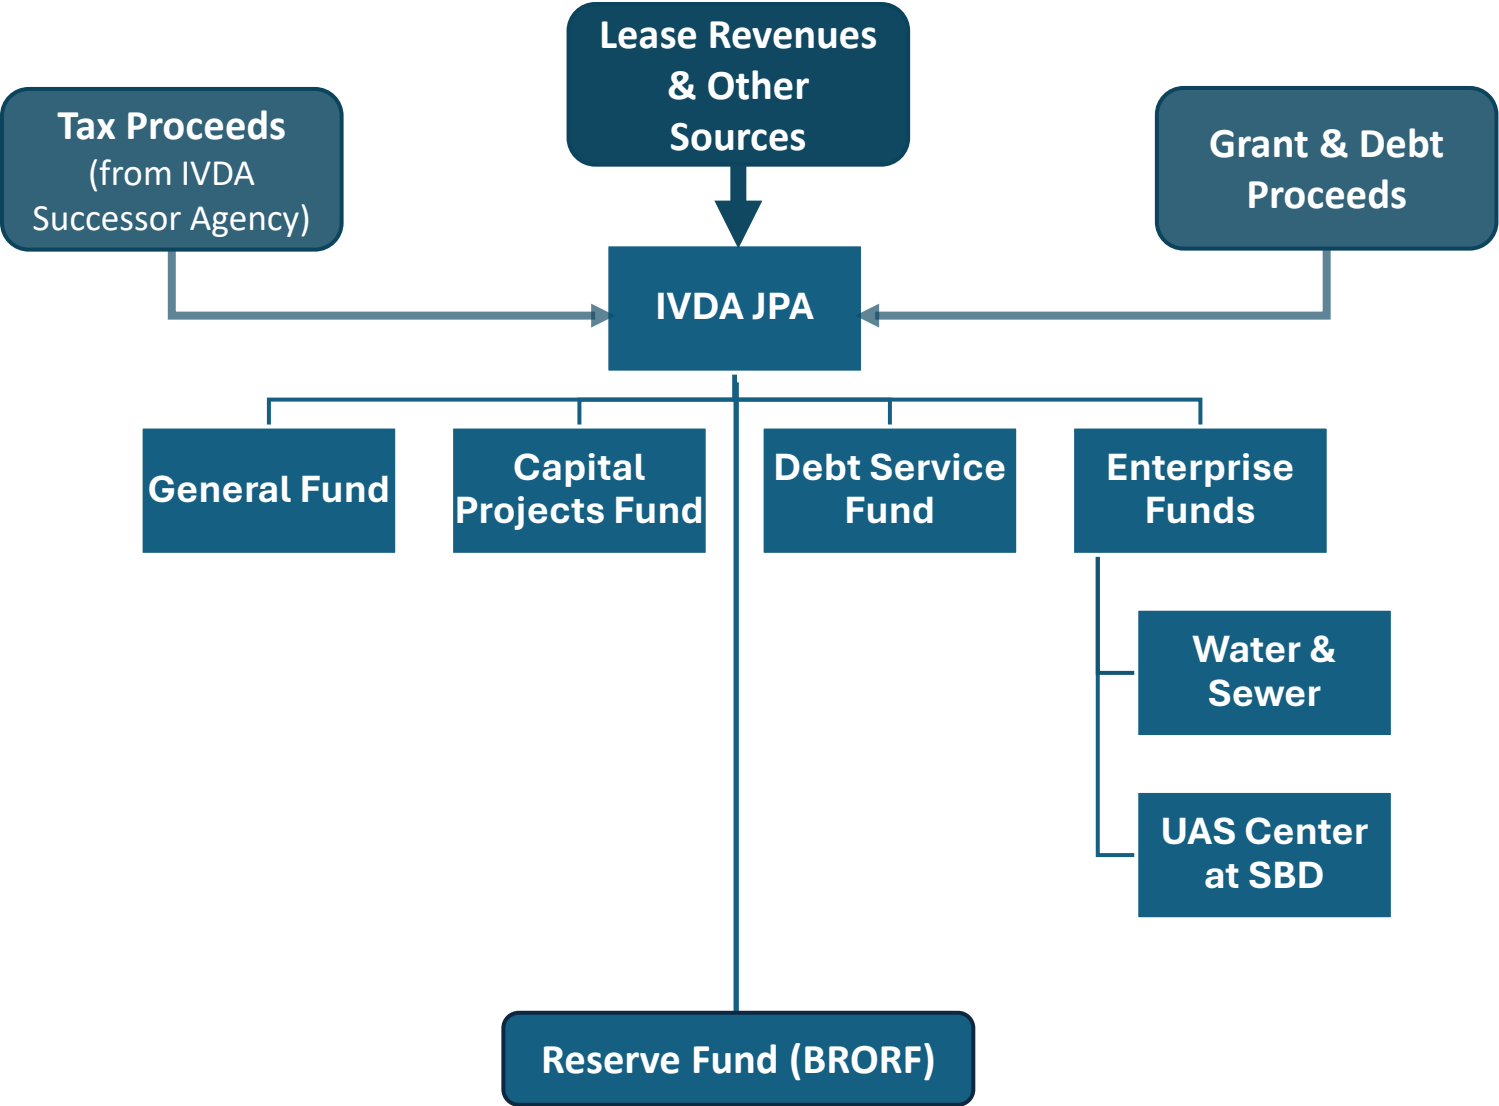 Lease Revenues
& Other
Sources
Tax Proceeds
(from IVDA
Successor Agency)
Grant & Debt
Proceeds
IVDA JPA
General Fund
Capital
Projects Fund
Debt Service
Fund
Enterprise
Funds
Water &
Sewer
UAS Center
at SBD
Reserve Fund (BRORF)